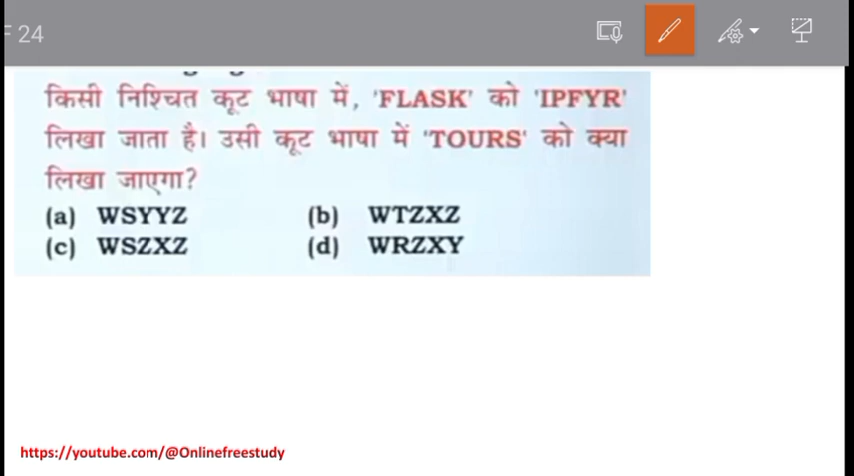 F 24
किसी निश्चित कूट भाषा में, 'FLASK' को 'IPFYR'
लिखा जाता है। उसी कूट भाषा में 'TOURS' को क्या
लिखा जाएगा?
(a) WSYYZ (b) WTZXZ
(c) WSZXZ (d) WRZXY
https://youtube.com/@Onlinefreestudy